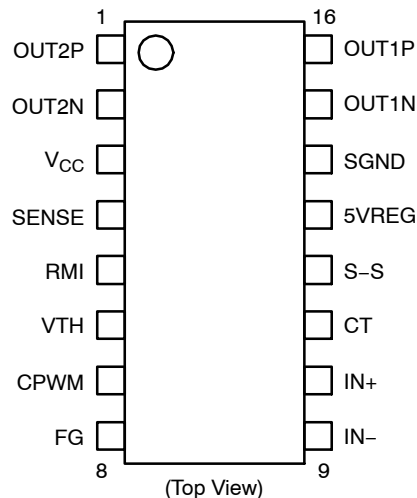 1 16
OUT2P OUT1P
OUT2N OUT1N
VCC SGND
SENSE 5VREG
RMI S−S
VTH CT
CPWM IN+
FG IN−
8 9
(Top View)